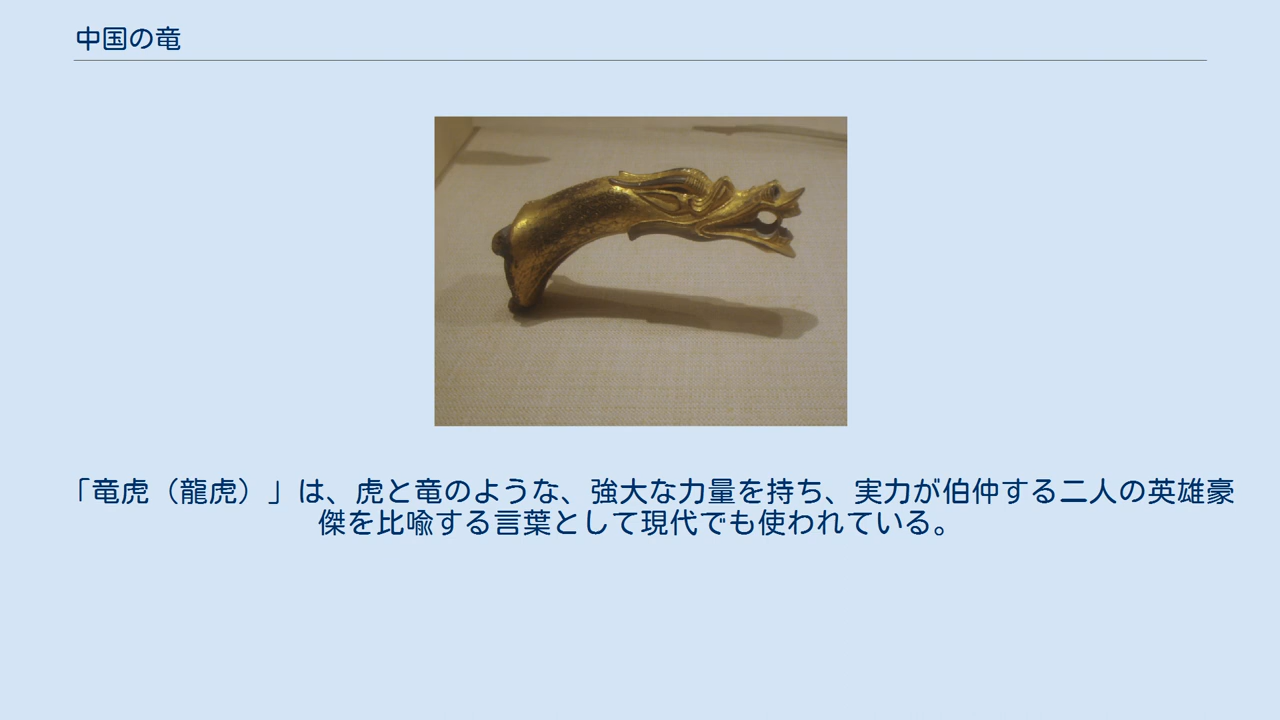 中国の竜
「竜虎（龍虎）」は、虎と竜のような、強大な力量を持ち、実力が伯仲する二人の英雄豪
傑を比喩する言葉として現代でも使われている。